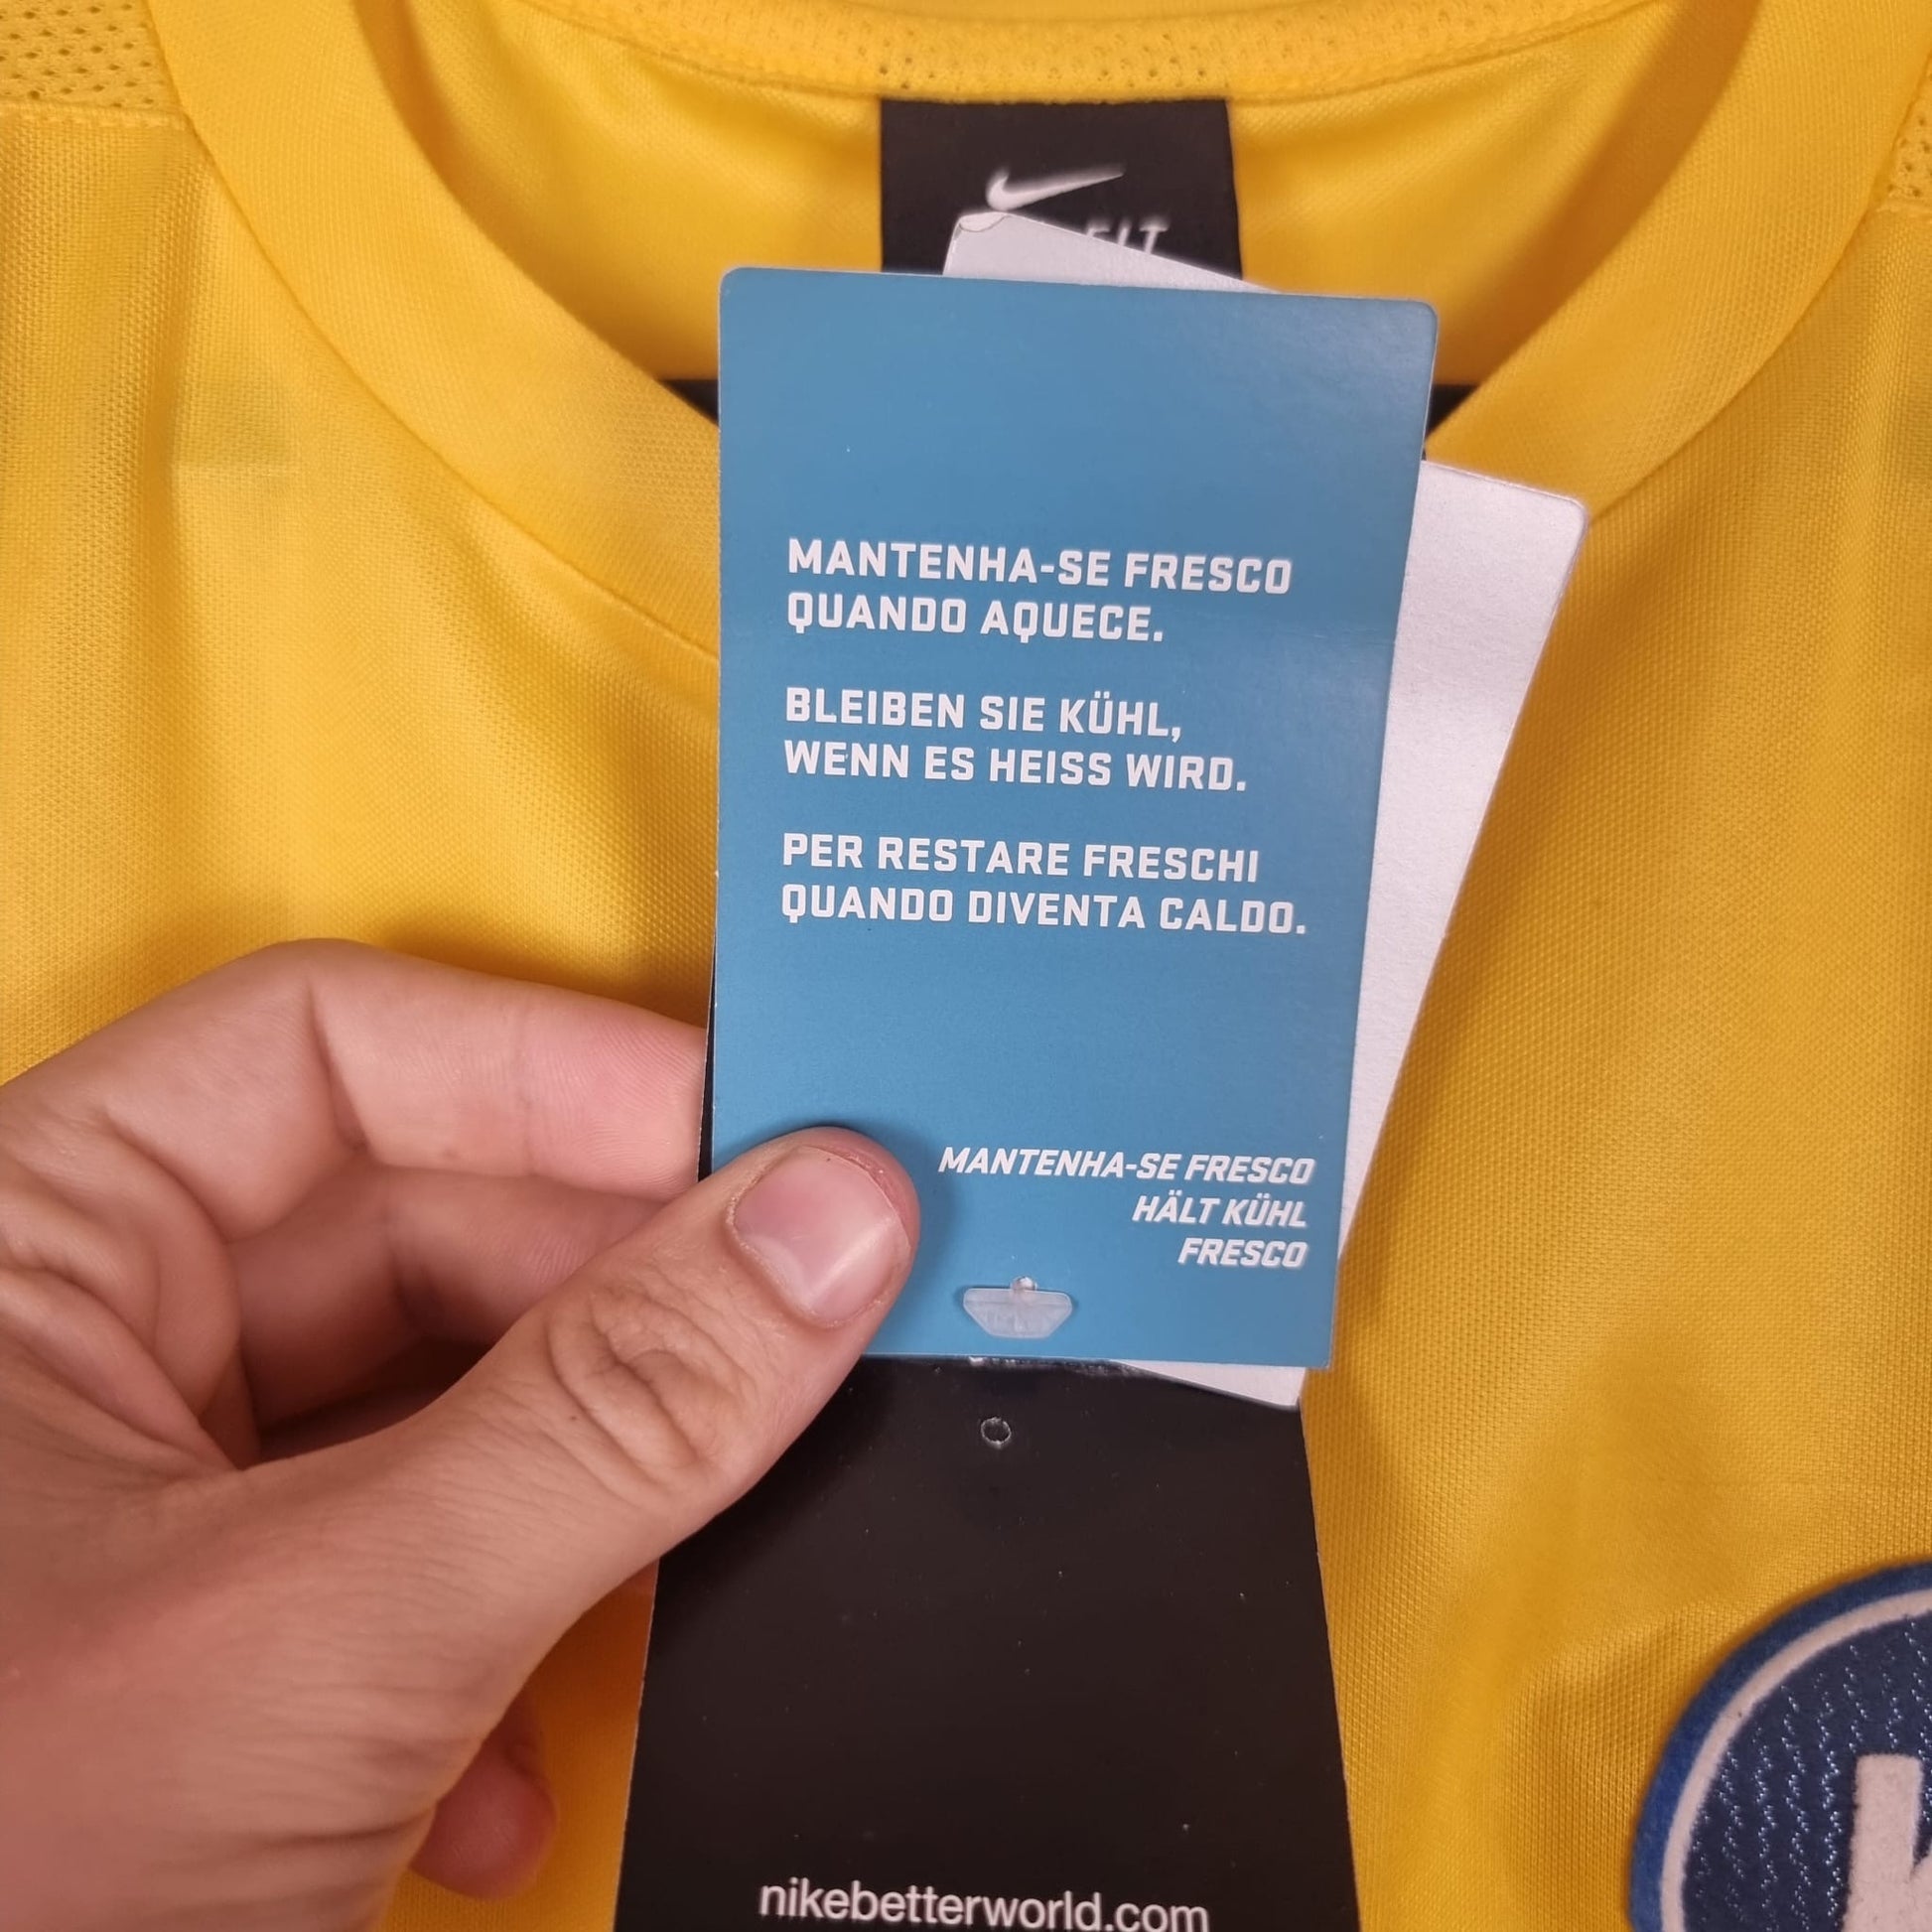 FIT
MANTENHA-SE FRESCO
QUANDO AQUECE.
BLEIBEN SIE KÜHL,
WENN ES HEISS WIRD.
PER RESTARE FRESCHI
QUANDO DIVENTA CALDO.
MANTENHA-SE FRESCO
HÄLT KÜHL
FRESCO
nikebetterworld.com